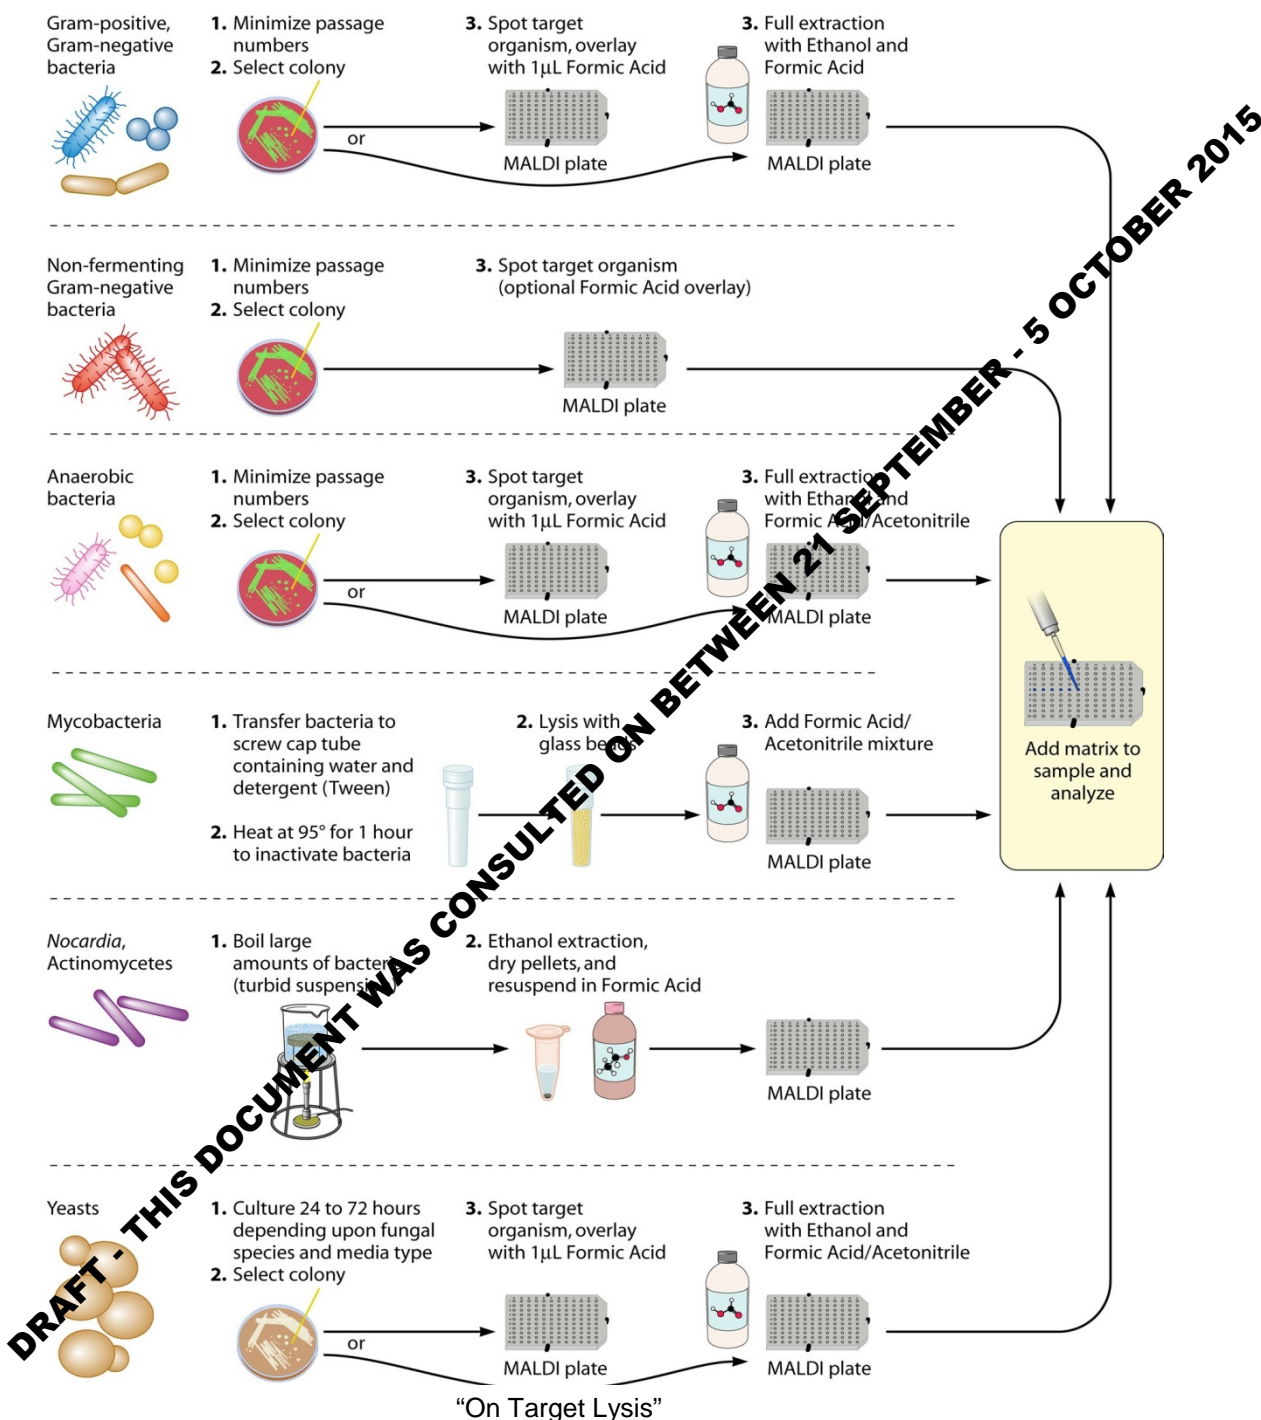 Gram-positive,
Gram-negative
bacteria
1. Minimize passage
numbers
2. Select colony
or
3. Spot target
organism, overlay
with 1µL Formic Acid
MALDI plate
3. Full extraction
with Ethanol and
Formic Acid
MALDI plate
Non-fermenting
Gram-negative
bacteria
1. Minimize passage
numbers
2. Select colony
3. Spot target organism
(optional Formic Acid overlay)
MALDI plate
Anaerobic
bacteria
1. Minimize passage
numbers
2. Select colony
or
3. Spot target
organism, overlay
with 1µL Formic Acid
MALDI plate
3. Full extraction
with Ethanol and
Formic Acid/Acetonitrile
MALDI plate
Mycobacteria
1. Transfer bacteria to
screw cap tube
containing water and
detergent (Tween)
2. Heat at 95° for 1 hour
to inactivate bacteria
2. Lysis with
glass beads
3. Add Formic Acid/
Acetonitrile mixture
MALDI plate
Add matrix to
sample and
analyze
Nocardia,
Actinomycetes
1. Boil large
amounts of bacteria
(turbid suspension)
2. Ethanol extraction,
dry pellets, and
resuspend in Formic Acid
MALDI plate
Yeasts
1. Culture 24 to 72 hours
depending upon fungal
species and media type
2. Select colony
or
3. Spot target
organism, overlay
with 1µL Formic Acid
MALDI plate
3. Full extraction
with Ethanol and
Formic Acid/Acetonitrile
MALDI plate
"On Target Lysis"
DRAFT - THIS DOCUMENT WAS CONSULTED ON BETWEEN 21 SEPTEMBER - 5 OCTOBER 2015